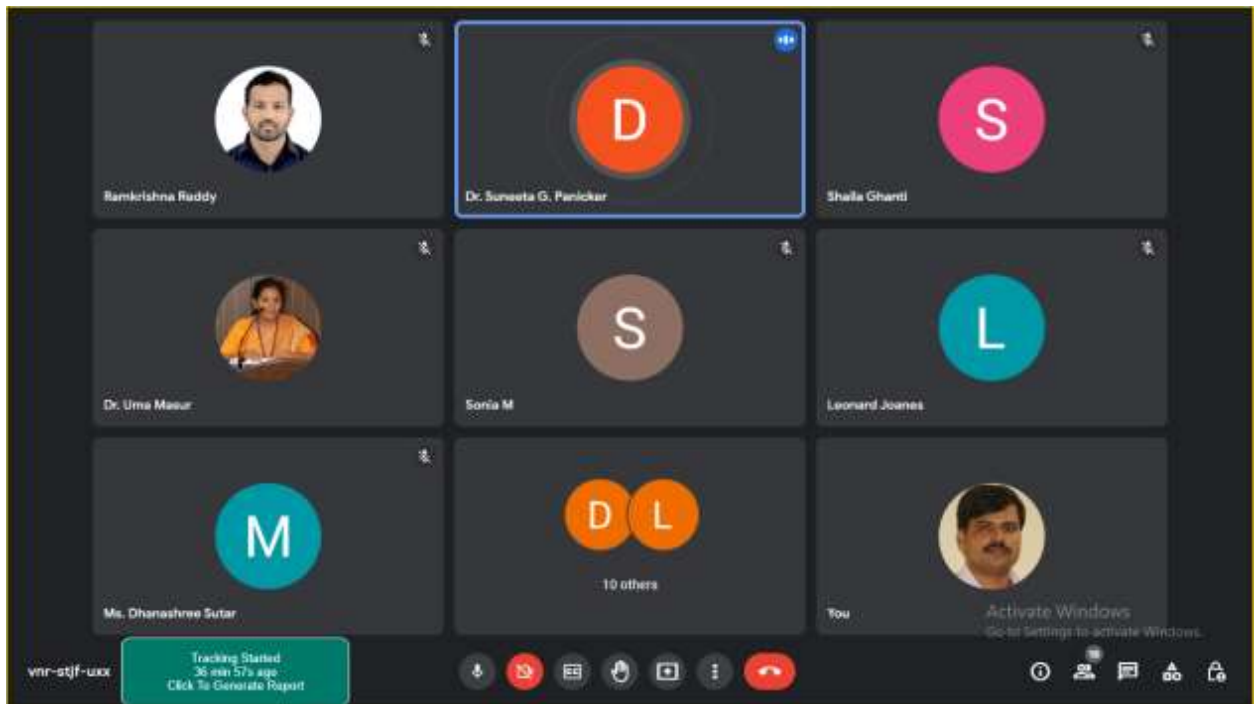 D
S
Ramkrishna Raddy
Dr. Suneeta G. Panicker
Shaila Ghanti
S
L
Dr. Uma Masur
Sonia M
Leonard Joanes
M
D L
10 others
Ms. Dhanashree Sutar
You
Activate Windows
Go to Settings to activate Windows.
vnr-stjf-uxx
Tracking Started
36 min 57s ago
Click To Generate Report
CC